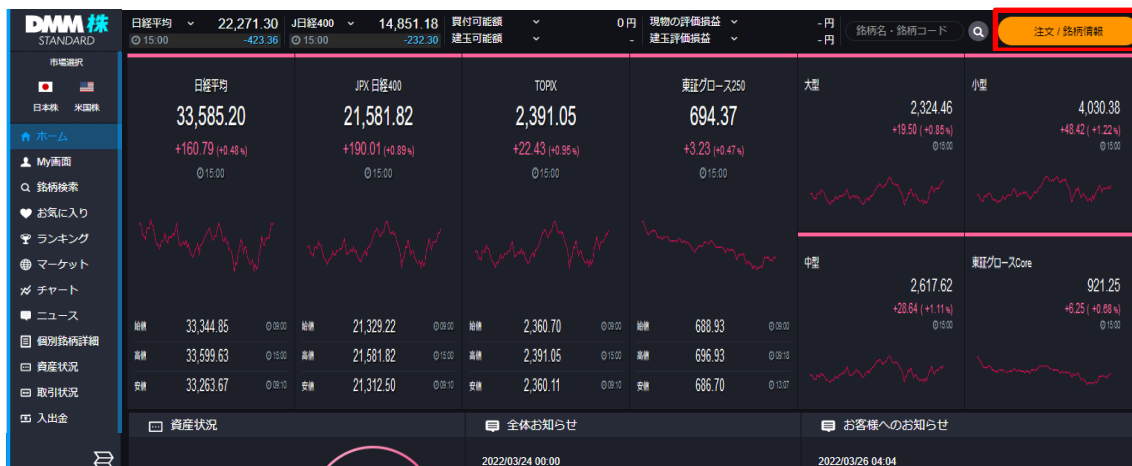 DMM 株
STANDARD
市場選択
日本株 米国株
ホーム
My画面
銘柄検索
お気に入り
ランキング
マーケット
チャート
ニュース
個別銘柄詳細
資産状況
取引状況
入出金
日経平均 22,271.30 J日経400 14,851.18 買付可能額 0円 現物の評価損益 -円 銘柄名・銘柄コード 注文 / 銘柄情報
15:00 -423.36 15:00 -232.30 建玉可能額 - 建玉評価損益 -円
日経平均
33,585.20
+160.79 (+0.48%)
15:00
始値 33,344.85 09:00
高値 33,599.63 15:00
安値 33,263.67 09:10
JPX 日経400
21,581.82
+190.01 (+0.89%)
15:00
始値 21,329.22 09:00
高値 21,581.82 15:00
安値 21,312.50 09:10
TOPIX
2,391.05
+22.43 (+0.95%)
15:00
始値 2,360.70 09:00
高値 2,391.05 15:00
安値 2,360.11 09:10
東証グロース250
694.37
+3.23 (+0.47%)
15:00
始値 688.93 09:00
高値 696.93 09:18
安値 686.70 13:07
大型
2,324.46
+19.50 (+0.85%)
15:00
小型
4,030.38
+48.42 (+1.22%)
15:00
中型
2,617.62
+28.64 (+1.11%)
15:00
東証グロースCore
921.25
+6.25 (+0.68%)
15:00
資産状況
全体お知らせ
2022/03/24 00:00
お客様へのお知らせ
2022/03/26 04:04